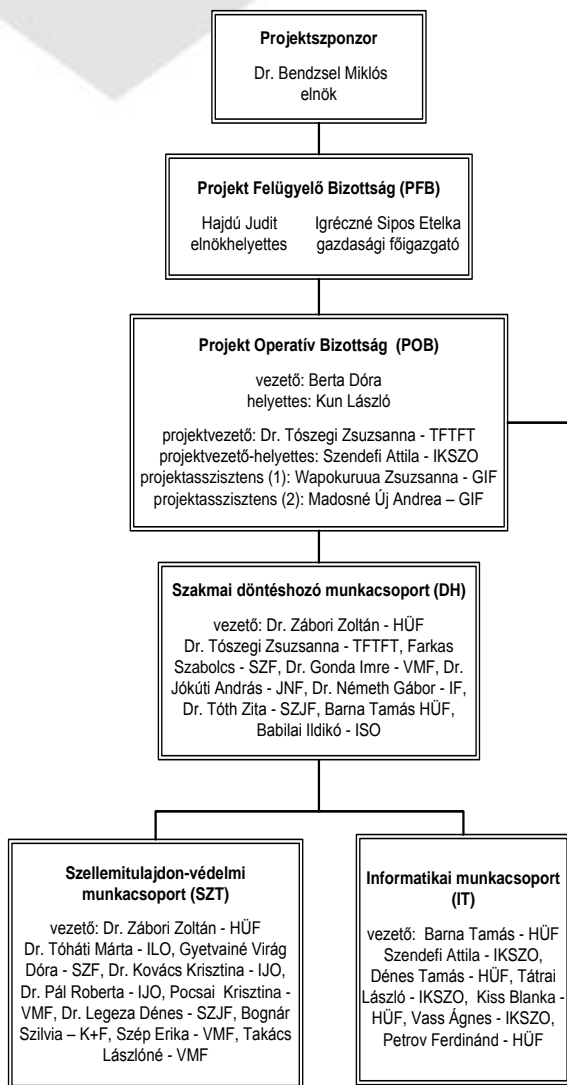 Projektszponzor
Dr. Bendzsel Miklós
elnök
Projekt Felügyelő Bizottság (PFB)
Hajdú Judit
elnökhelyettes
Igréczné Sipos Etelka
gazdasági főigazgató
Projekt Operatív Bizottság (POB)
vezető: Berta Dóra
helyettes: Kun László
projektvezető: Dr. Tószegi Zsuzsanna - TFTFT
projektvezető-helyettes: Szendefi Attila - IKSZO
projektasszisztens (1): Wapokuruua Zsuzsanna - GIF
projektasszisztens (2): Madosné Új Andrea – GIF
Szakmai döntéshozó munkacsoport (DH)
vezető: Dr. Zábori Zoltán - HÜF
Dr. Tószegi Zsuzsanna - TFTFT, Farkas
Szabolcs - SZF, Dr. Gonda Imre - VMF, Dr.
Jókúti András - JNF, Dr. Németh Gábor - IF,
Dr. Tóth Zita - SZJF, Barna Tamás HÜF,
Babilai Ildikó - ISO
Szellemitulajdon-védelmi
munkacsoport (SZT)
vezető: Dr. Zábori Zoltán - HÜF
Dr. Tóháti Márta - ILO, Gyetvainé Virág
Dóra - SZF, Dr. Kovács Krisztina - IJO,
Dr. Pál Roberta - IJO, Pocsai Krisztina -
VMF, Dr. Legeza Dénes - SZJF, Bognár
Szilvia – K+F, Szép Erika - VMF, Takács
Lászlóné - VMF
Informatikai munkacsoport
(IT)
vezető: Barna Tamás - HÜF
Szendefi Attila - IKSZO,
Dénes Tamás - HÜF, Tátrai
László - IKSZO, Kiss Blanka -
HÜF, Vass Ágnes - IKSZO,
Petrov Ferdinánd - HÜF